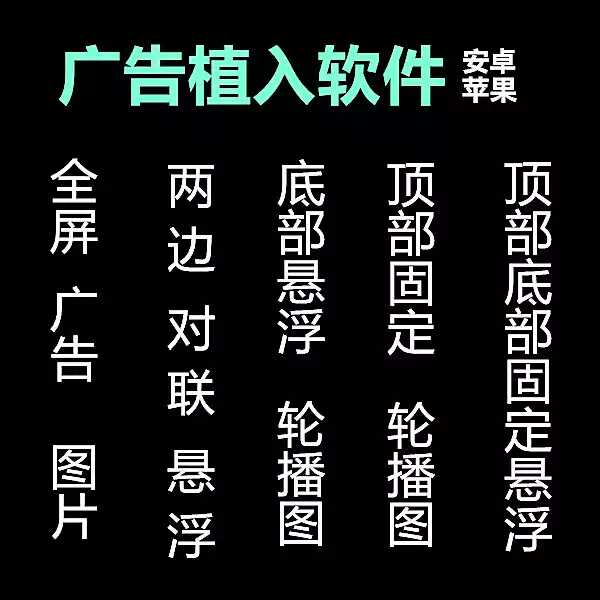 广告植入软件
安卓
苹果
全屏 广告 图片
两边 对联 悬浮
底部悬浮 轮播图
顶部固定 轮播图
顶部底部固定悬浮